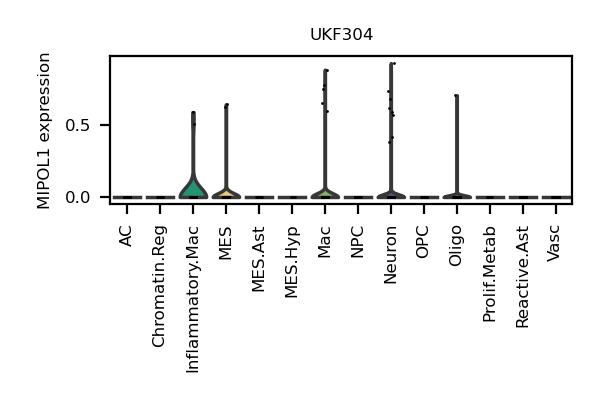 UKF304
MIPOL1 expression
0.5
0.0
AC
Chromatin.Reg
Inflammatory.Mac
MES
MES.Ast
MES.Hyp
Mac
NPC
Neuron
OPC
Oligo
Prolif.Metab
Reactive.Ast
Vasc